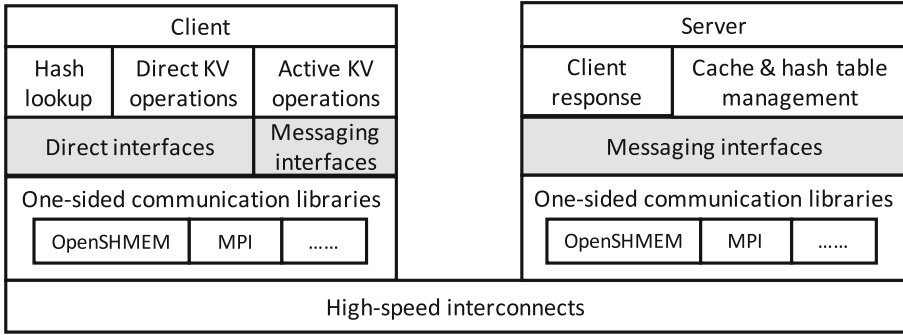 Client
Hash
lookup
Direct KV
operations
Active KV
operations
Direct interfaces
Messaging
interfaces
One-sided communication libraries
OpenSHMEM
MPI
......
Server
Client
response
Cache & hash table
management
Messaging interfaces
One-sided communication libraries
OpenSHMEM
MPI
......
High-speed interconnects